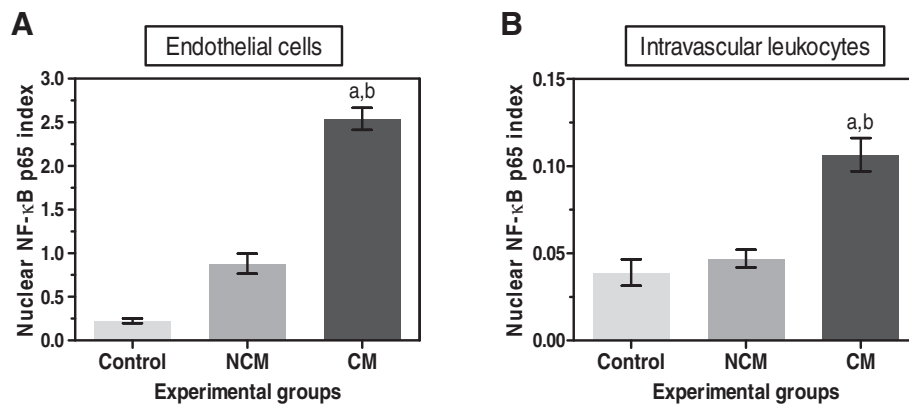 A
Endothelial cells
Nuclear NF-κB p65 index
3.0
2.5
2.0
1.5
1.0
0.5
0.0
a,b
Control NCM CM
Experimental groups
B
Intravascular leukocytes
Nuclear NF-κB p65 index
0.15
0.10
0.05
0.00
a,b
Control NCM CM
Experimental groups